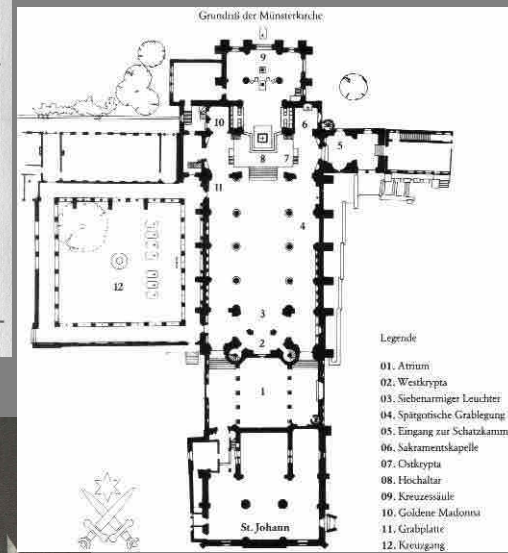 Grundriß der Münsterkirche
9
10
6
5
8
7
11
4
12
3
2
1
St. Johann
Legende
01. Atrium
02. Westkrypta
03. Siebenarmiger Leuchter
04. Spätgotische Grablegung
05. Eingang zur Schatzkamm
06. Sakramentskapelle
07. Ostkrypta
08. Hochaltar
09. Kreuzessäule
10. Goldene Madonna
11. Grabplatte
12. Kreuzgang